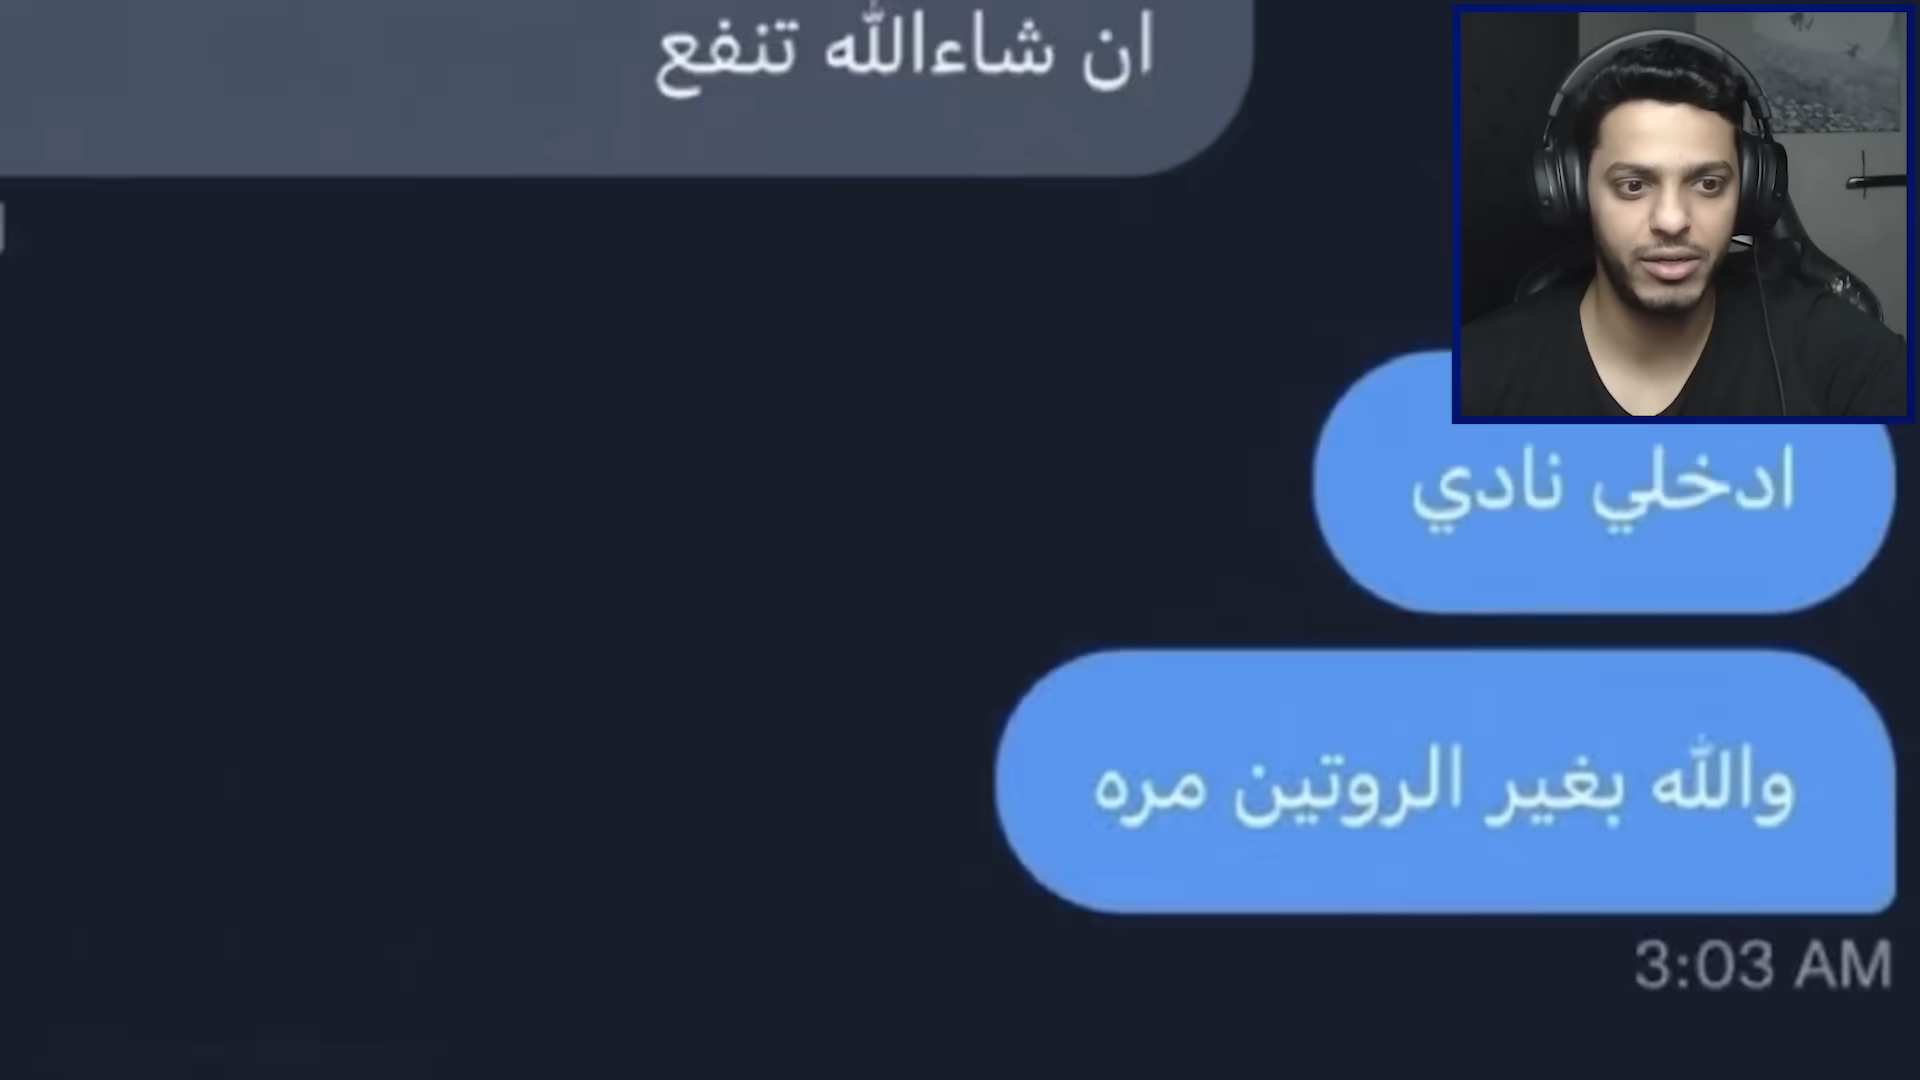 ان شاءالله تنفع
ادخلي نادي
والله بغير الروتين مره
3:03 AM